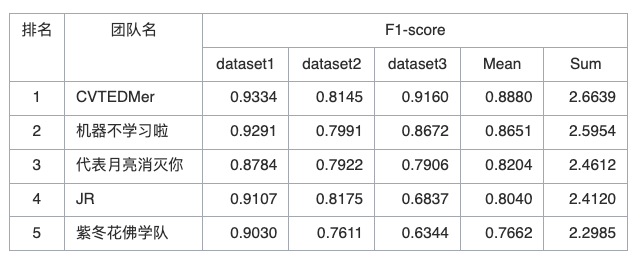 排名 团队名 F1-score
dataset1 dataset2 dataset3 Mean Sum
1 CVTEDMer 0.9334 0.8145 0.9160 0.8880 2.6639
2 机器不学习啦 0.9291 0.7991 0.8672 0.8651 2.5954
3 代表月亮消灭你 0.8784 0.7922 0.7906 0.8204 2.4612
4 JR 0.9107 0.8175 0.6837 0.8040 2.4120
5 紫冬花佛学队 0.9030 0.7611 0.6344 0.7662 2.2985